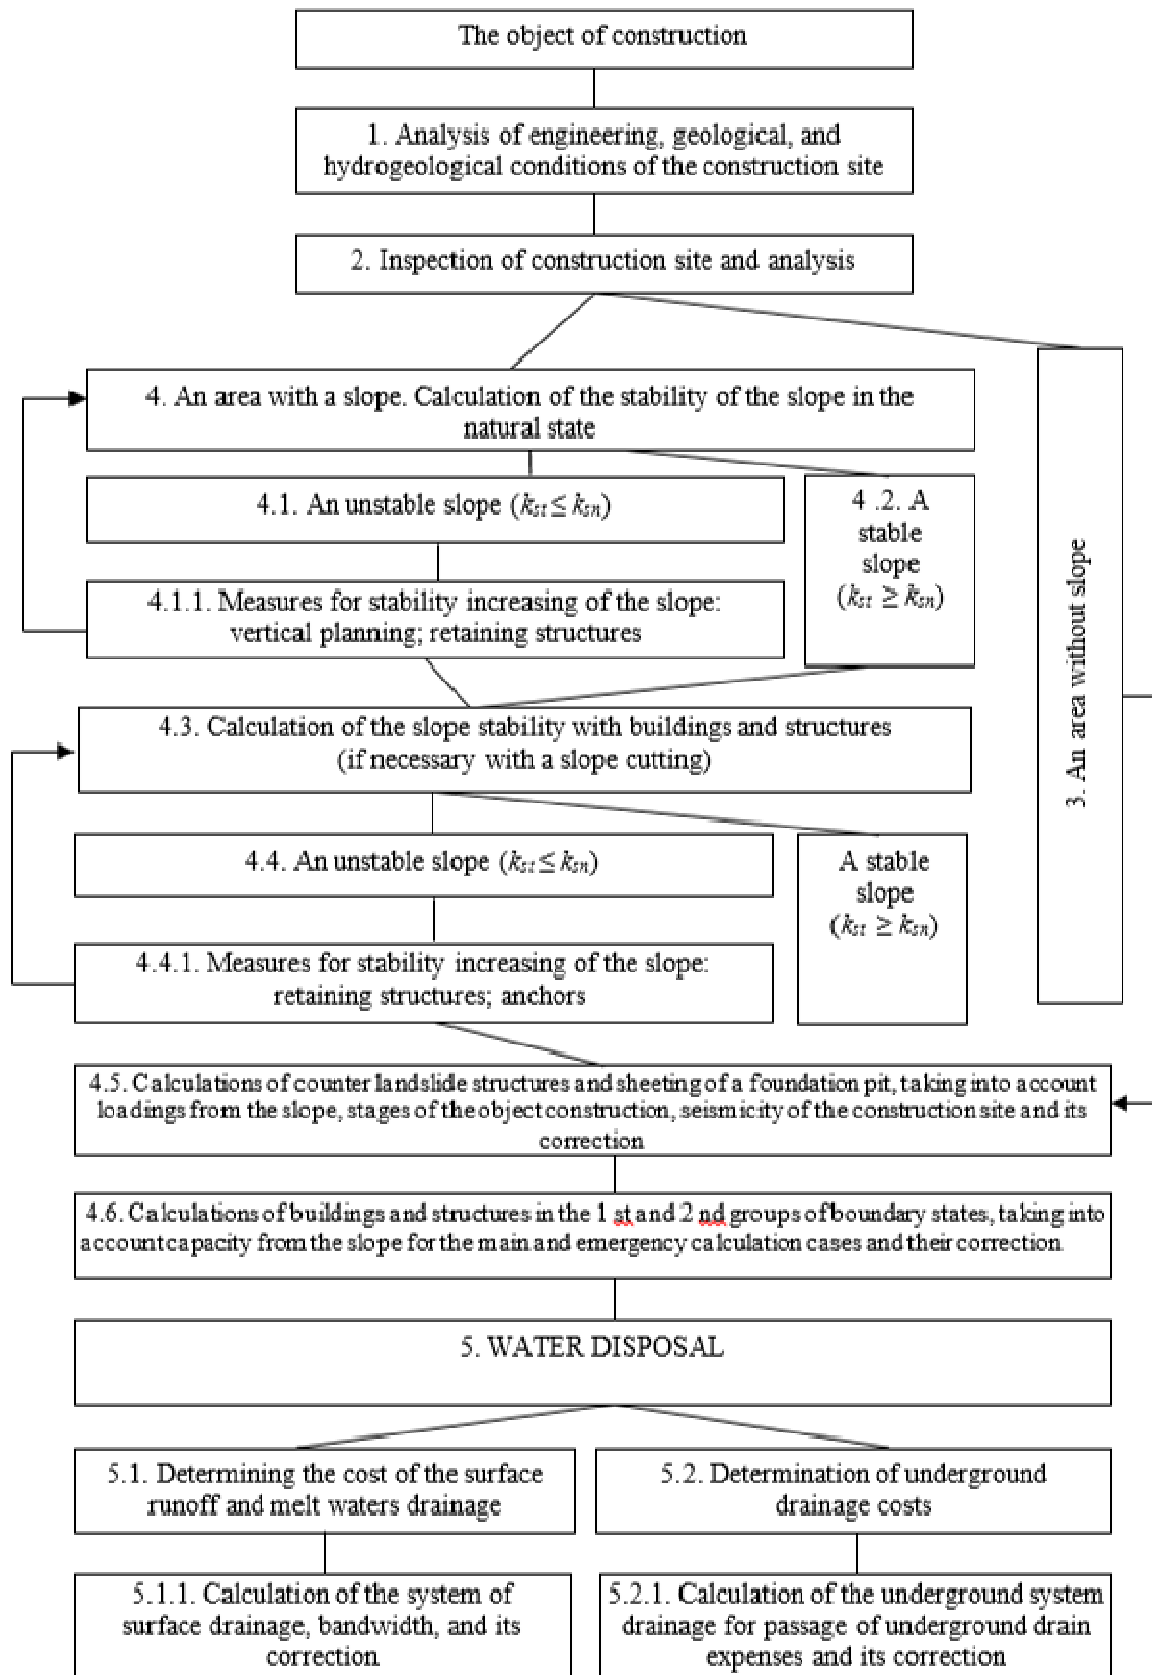 The object of construction
1. Analysis of engineering, geological, and
hydrogeological conditions of the construction site
2. Inspection of construction site and analysis
4. An area with a slope. Calculation of the stability of the slope in the
natural state
4.1. An unstable slope (kst ≤ ksn)
4 .2. A
stable
slope
(kst ≥ ksn)
4.1.1. Measures for stability increasing of the slope:
vertical planning; retaining structures
3. An area without slope
4.3. Calculation of the slope stability with buildings and structures
(if necessary with a slope cutting)
4.4. An unstable slope (kst ≤ ksn)
A stable
slope
(kst ≥ ksn)
4.4.1. Measures for stability increasing of the slope:
retaining structures; anchors
4.5. Calculations of counter landslide structures and sheeting of a foundation pit, taking into account
loadings from the slope, stages of the object construction, seismicity of the construction site and its
correction
4.6. Calculations of buildings and structures in the 1 st and 2 nd groups of boundary states, taking into
account capacity from the slope for the main and emergency calculation cases and their correction.
5. WATER DISPOSAL
5.1. Determining the cost of the surface
runoff and melt waters drainage
5.2. Determination of underground
drainage costs
5.1.1. Calculation of the system of
surface drainage, bandwidth, and its
correction
5.2.1. Calculation of the underground system
drainage for passage of underground drain
expenses and its correction